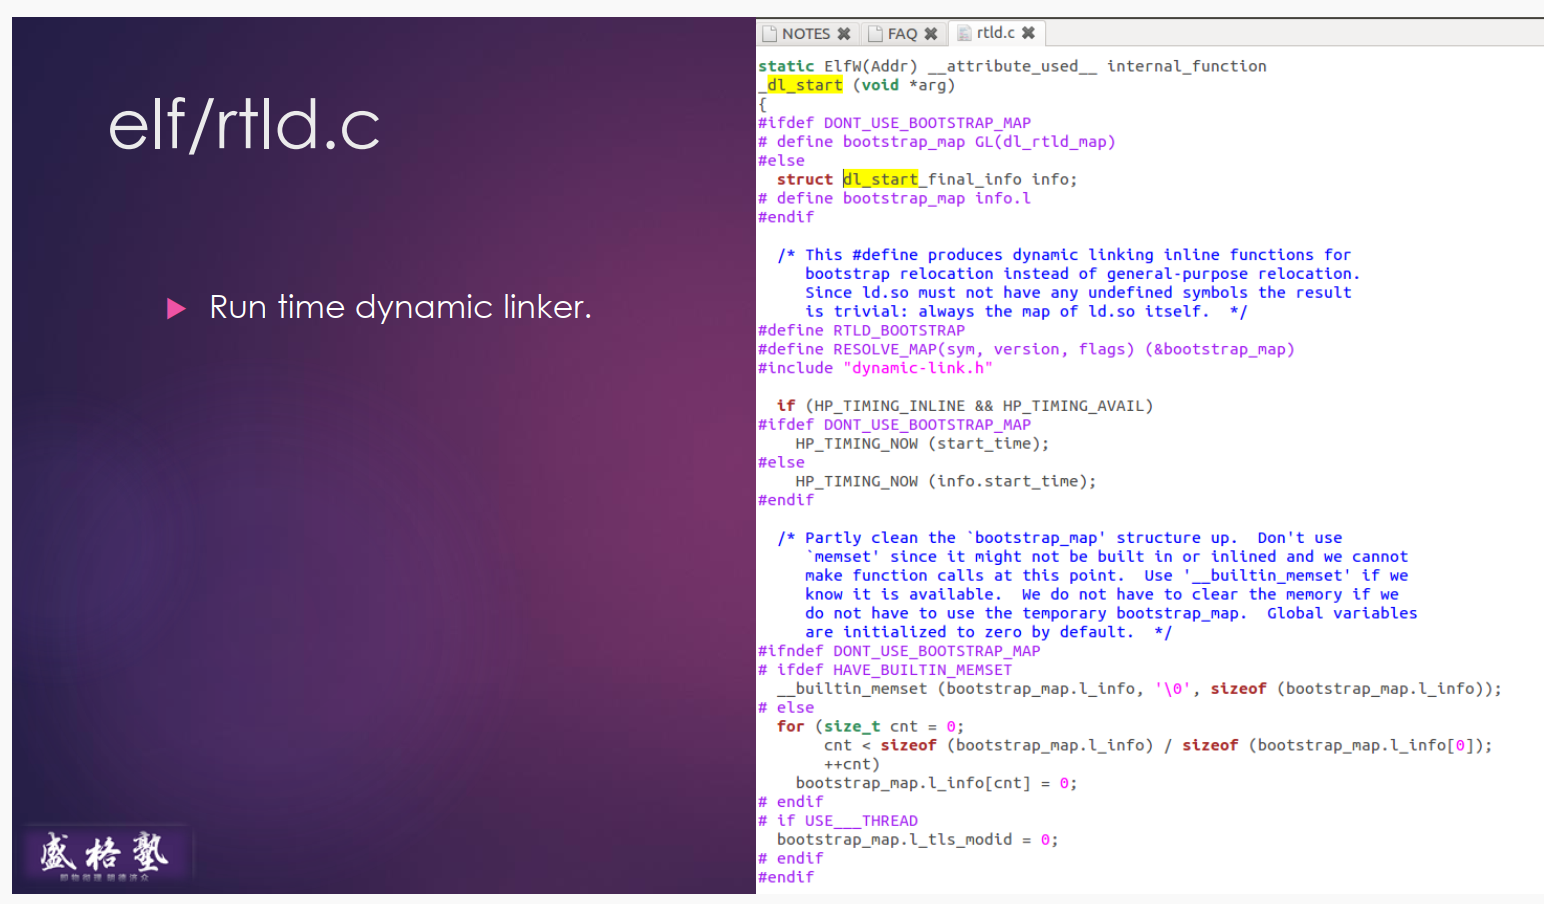 elf/rtld.c
Run time dynamic linker.
盛格塾
NOTES
FAQ
rtld.c
static ElfW(Addr) __attribute_used__ internal_function
_dl_start (void *arg)
{
#ifdef DONT_USE_BOOTSTRAP_MAP
# define bootstrap_map GL(dl_rtld_map)
#else
  struct dl_start_final_info info;
# define bootstrap_map info.l
#endif
  /* This #define produces dynamic linking inline functions for
     bootstrap relocation instead of general-purpose relocation.
     Since ld.so must not have any undefined symbols the result
     is trivial: always the map of ld.so itself.  */
#define RTLD_BOOTSTRAP
#define RESOLVE_MAP(sym, version, flags) (&bootstrap_map)
#include "dynamic-link.h"
  if (HP_TIMING_INLINE && HP_TIMING_AVAIL)
#ifdef DONT_USE_BOOTSTRAP_MAP
    HP_TIMING_NOW (start_time);
#else
    HP_TIMING_NOW (info.start_time);
#endif
  /* Partly clean the `bootstrap_map' structure up.  Don't use
     `memset' since it might not be built in or inlined and we cannot
     make function calls at this point.  Use '__builtin_memset' if we
     know it is available.  We do not have to clear the memory if we
     do not have to use the temporary bootstrap_map.  Global variables
     are initialized to zero by default.  */
#ifndef DONT_USE_BOOTSTRAP_MAP
# ifdef HAVE_BUILTIN_MEMSET
  __builtin_memset (bootstrap_map.l_info, '\0', sizeof (bootstrap_map.l_info));
# else
  for (size_t cnt = 0;
       cnt < sizeof (bootstrap_map.l_info) / sizeof (bootstrap_map.l_info[0]);
       ++cnt)
    bootstrap_map.l_info[cnt] = 0;
# endif
# if USE___THREAD
  bootstrap_map.l_tls_modid = 0;
# endif
#endif